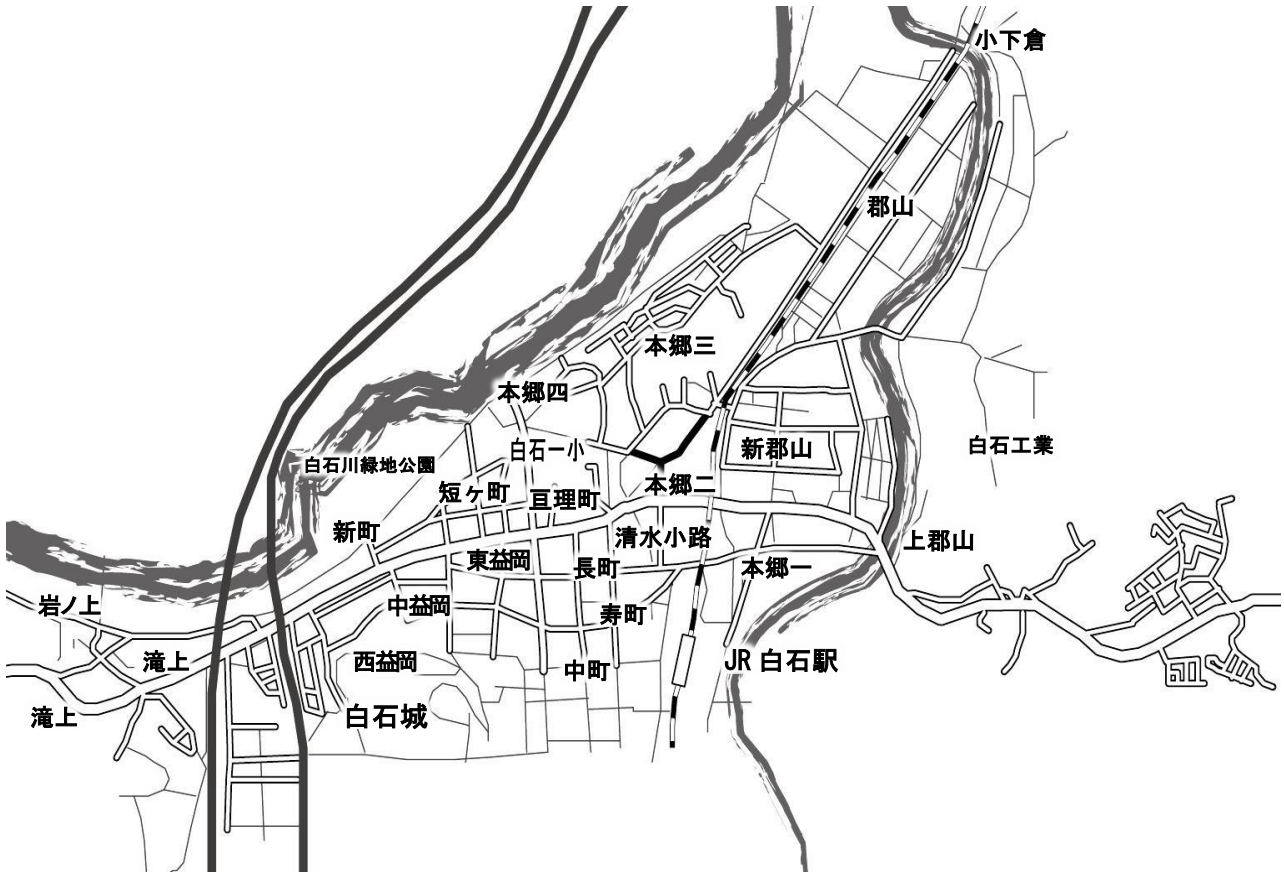 小下倉
郡山
本郷三
本郷四
白石一小
新郡山
白石工業
白石川緑地公園
短ヶ町
亘理町
本郷二
新町
清水小路
上郡山
東益岡
長町
本郷一
岩ノ上
中益岡
寿町
滝上
西益岡
中町
JR 白石駅
滝上
白石城